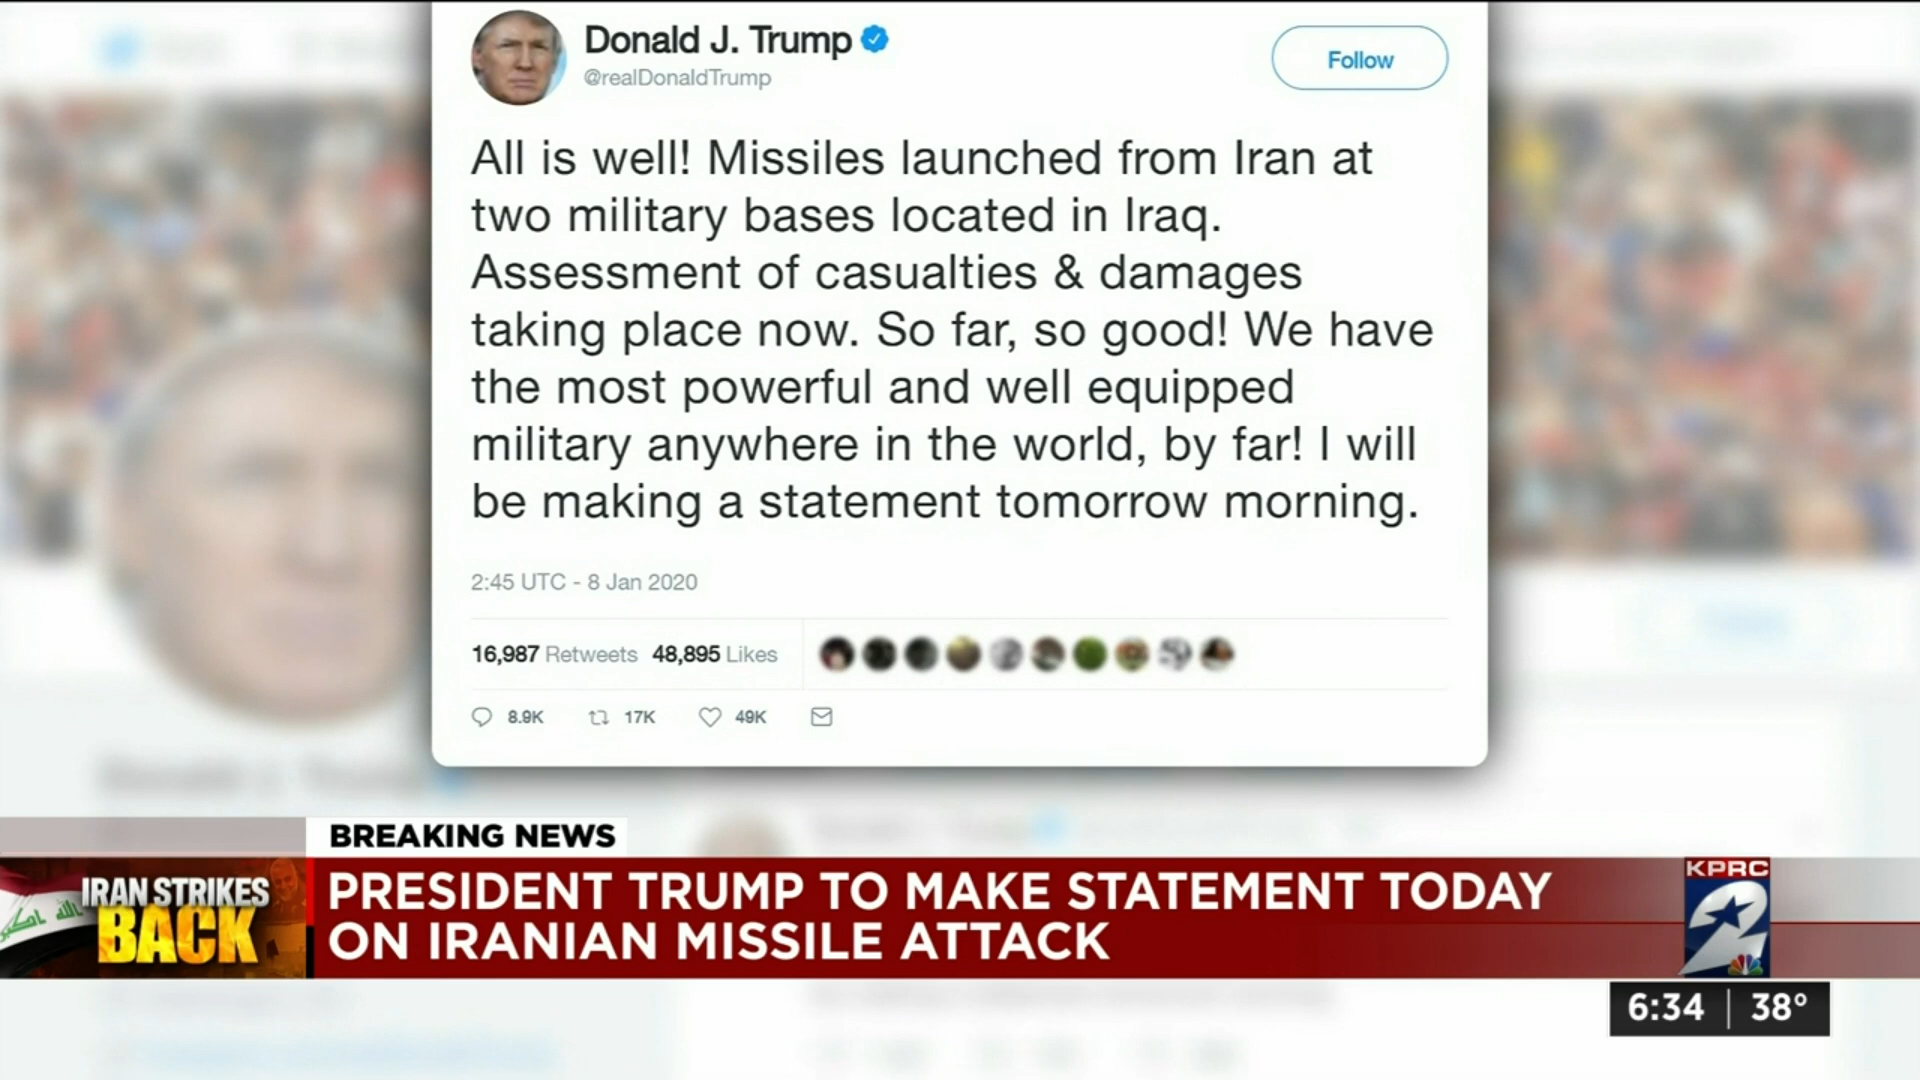 Donald J. Trump
@realDonaldTrump
Follow
All is well! Missiles launched from Iran at
two military bases located in Iraq.
Assessment of casualties & damages
taking place now. So far, so good! We have
the most powerful and well equipped
military anywhere in the world, by far! I will
be making a statement tomorrow morning.
2:45 UTC - 8 Jan 2020
16,987 Retweets 48,895 Likes
8.9K 17K 49K
BREAKING NEWS
IRAN STRIKES
BACK
PRESIDENT TRUMP TO MAKE STATEMENT TODAY
ON IRANIAN MISSILE ATTACK
KPRC
2
6:34 38°